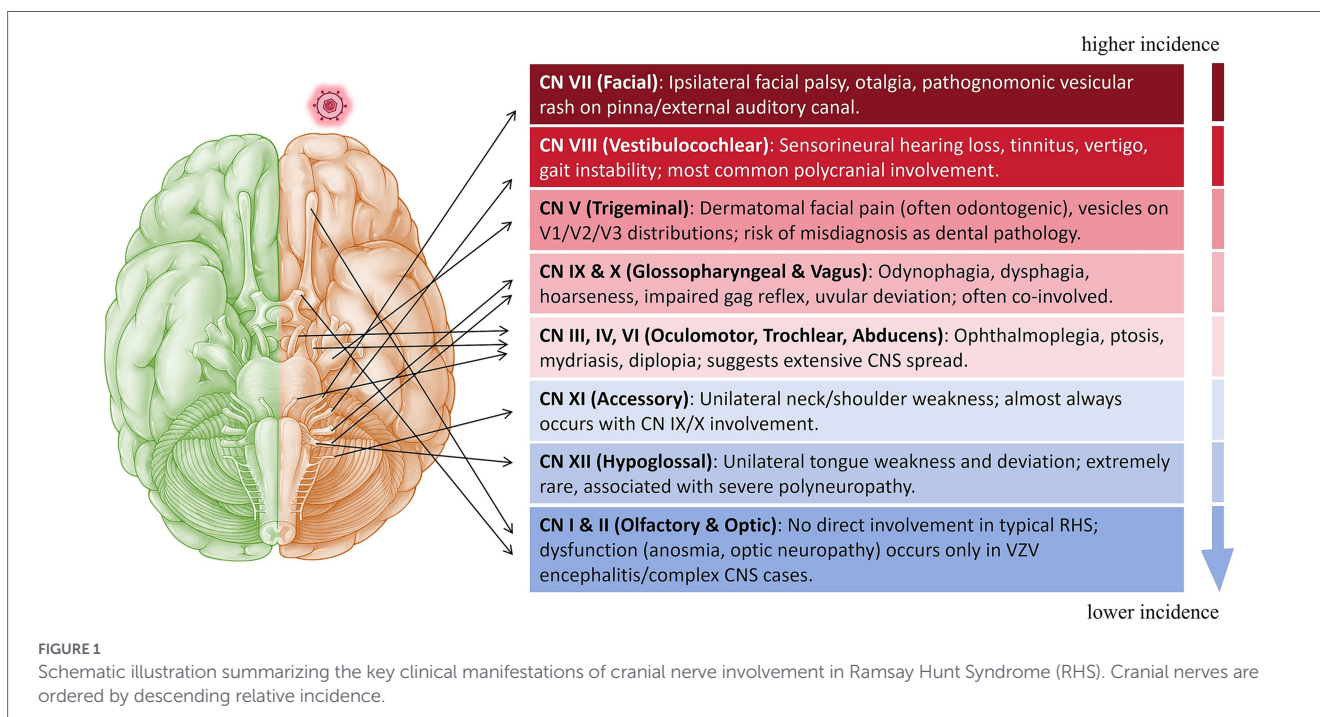 higher incidence
CN VII (Facial): Ipsilateral facial palsy, otalgia, pathognomonic vesicular
rash on pinna/external auditory canal.
CN VIII (Vestibulocochlear): Sensorineural hearing loss, tinnitus, vertigo,
gait instability; most common polycranial involvement.
CN V (Trigeminal): Dermatomal facial pain (often odontogenic), vesicles on
V1/V2/V3 distributions; risk of misdiagnosis as dental pathology.
CN IX & X (Glossopharyngeal & Vagus): Odynophagia, dysphagia,
hoarseness, impaired gag reflex, uvular deviation; often co-involved.
CN III, IV, VI (Oculomotor, Trochlear, Abducens): Ophthalmoplegia, ptosis,
mydriasis, diplopia; suggests extensive CNS spread.
CN XI (Accessory): Unilateral neck/shoulder weakness; almost always
occurs with CN IX/X involvement.
CN XII (Hypoglossal): Unilateral tongue weakness and deviation; extremely
rare, associated with severe polyneuropathy.
CN I & II (Olfactory & Optic): No direct involvement in typical RHS;
dysfunction (anosmia, optic neuropathy) occurs only in VZV
encephalitis/complex CNS cases.
lower incidence
FIGURE 1
Schematic illustration summarizing the key clinical manifestations of cranial nerve involvement in Ramsay Hunt Syndrome (RHS). Cranial nerves are
ordered by descending relative incidence.